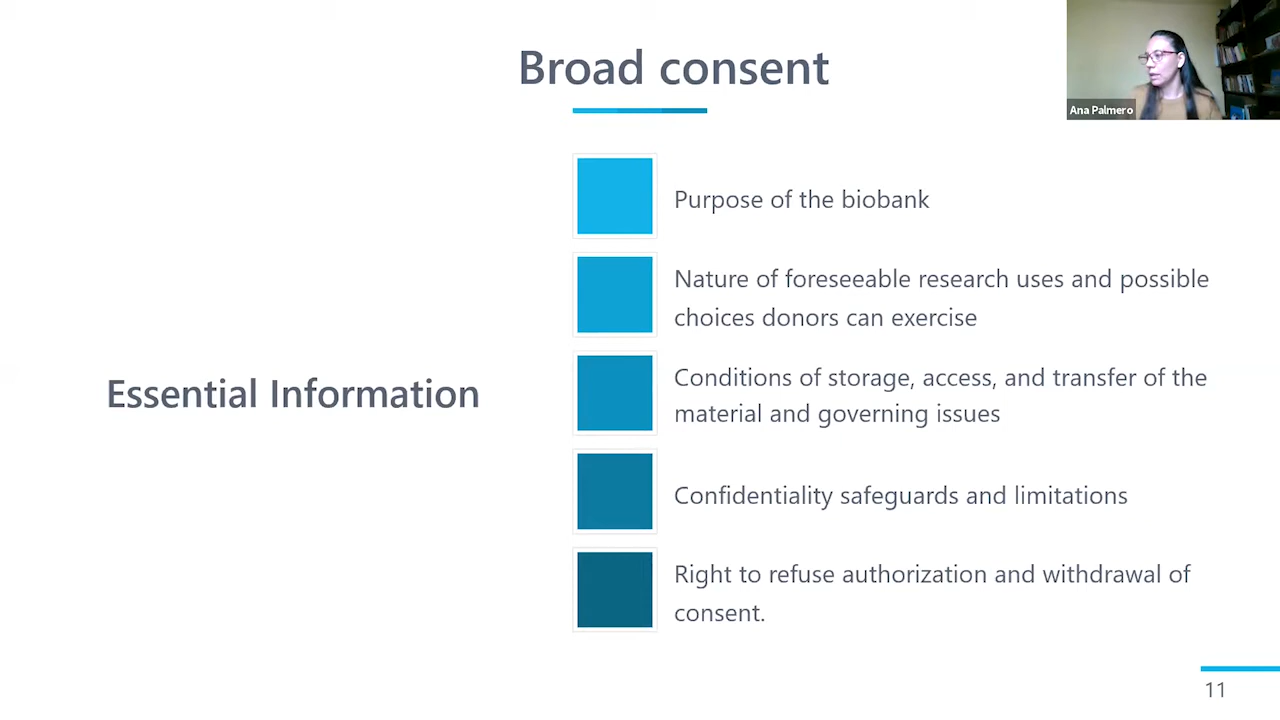 Broad consent
Ana Palmero
Purpose of the biobank
Nature of foreseeable research uses and possible
choices donors can exercise
Essential Information
Conditions of storage, access, and transfer of the
material and governing issues
Confidentiality safeguards and limitations
Right to refuse authorization and withdrawal of
consent.
11